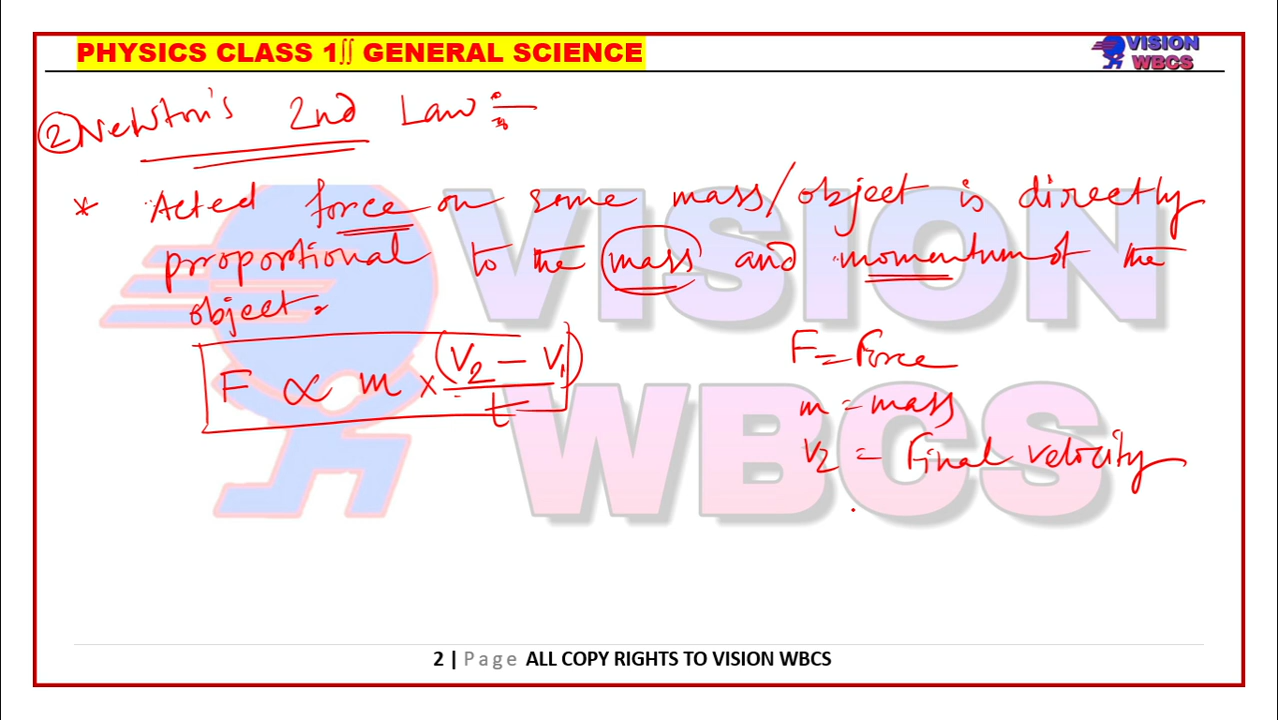 PHYSICS CLASS 1∬ GENERAL SCIENCE
VISION
WBCS
② Newton's 2nd Law :-
* Acted force on some mass/object is directly
proportional to the mass and momentum of the
object.
F ∝ m × (V₂ - V₁) / t
F = Force
m = mass
V₂ = Final velocity
VISION
WBCS
2 | Page ALL COPY RIGHTS TO VISION WBCS